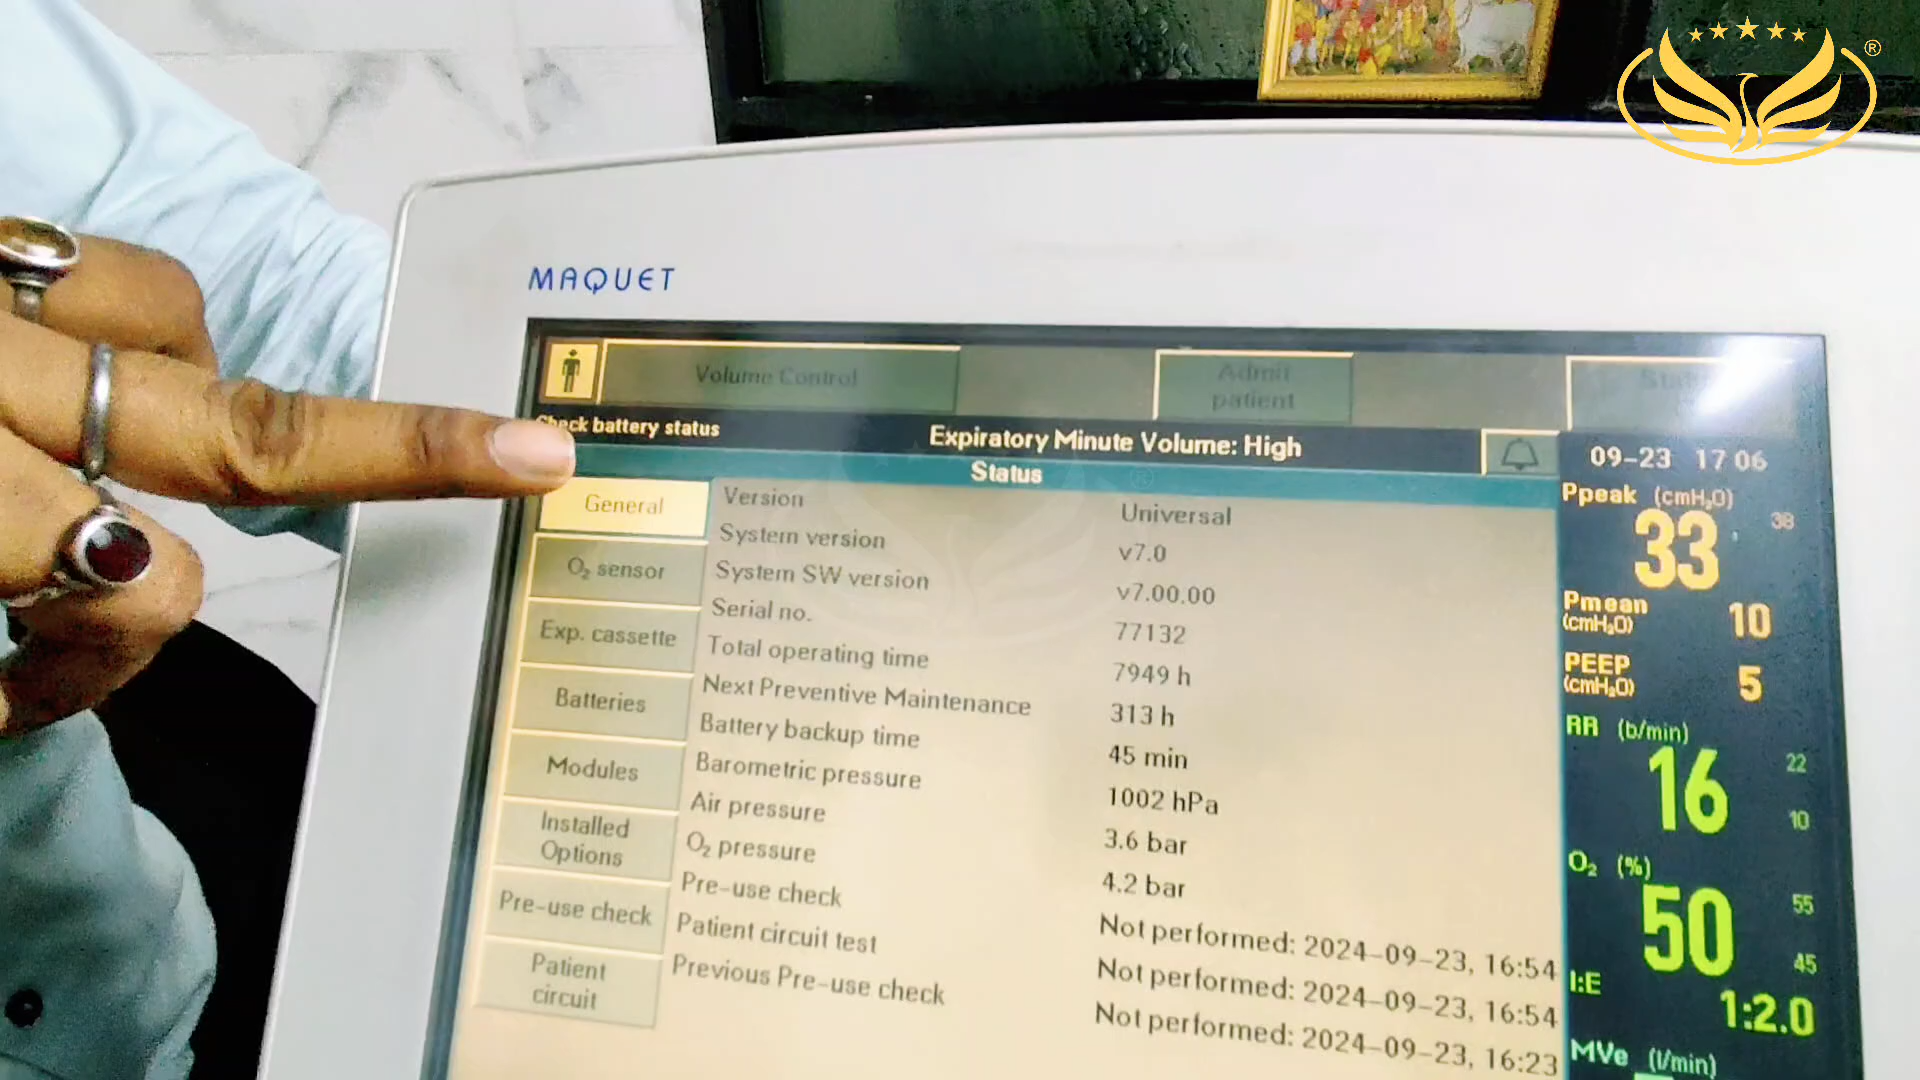 ®
MAQUET
Volume Control
Admit
patient
Check battery status
Expiratory Minute Volume: High
Status
09-23 17 06
General
O₂ sensor
Exp. cassette
Batteries
Modules
Installed
Options
Pre-use check
Patient
circuit
Version Universal
System version v7.0
System SW version v7.00.00
Serial no. 77132
Total operating time 7949 h
Next Preventive Maintenance 313 h
Battery backup time 45 min
Barometric pressure 1002 hPa
Air pressure 3.6 bar
O₂ pressure 4.2 bar
Pre-use check Not performed: 2024-09-23, 16:54
Patient circuit test Not performed: 2024-09-23, 16:54
Previous Pre-use check Not performed: 2024-09-23, 16:23
Ppeak (cmH₂O)
38
33
Pmean
(cmH₂O)
10
PEEP
(cmH₂O)
5
RR (b/min)
22
16
10
O₂ (%)
55
50
45
I:E
1:2.0
MVe (l/min)